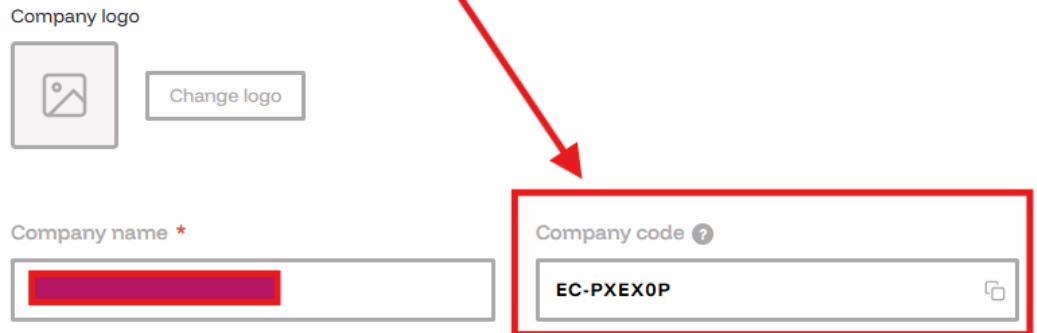 Company logo
Change logo
Company name *
Company code ?
EC-PXEX0P